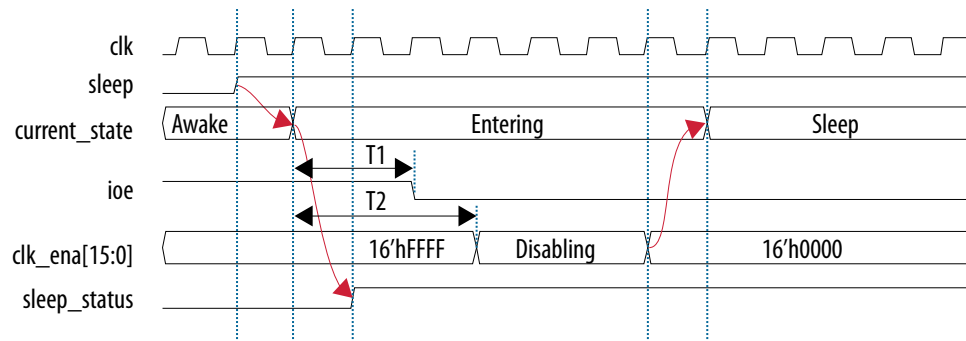 clk
sleep
current_state Awake Entering Sleep
T1
ioe
T2
clk_ena[15:0] 16’hFFFF Disabling 16’h0000
sleep_status